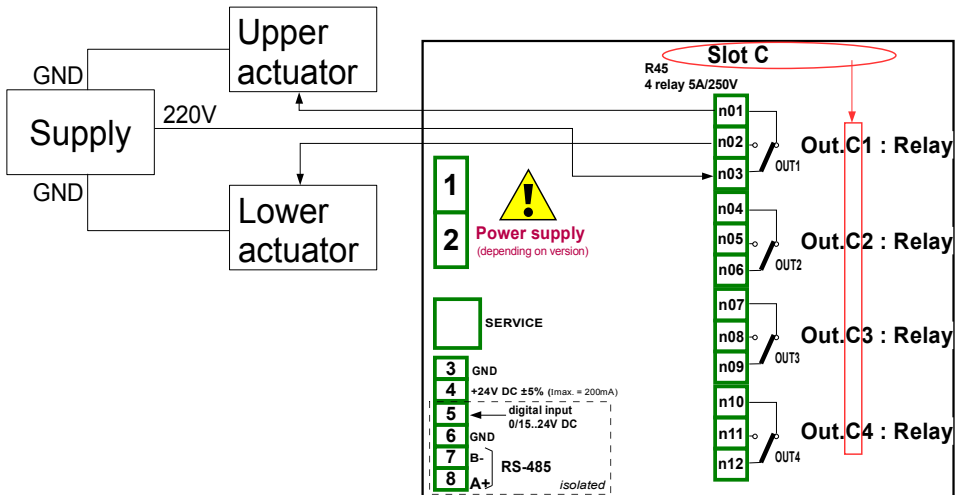 Upper
actuator
GND
Supply
220V
GND
Lower
actuator
Slot C
R45
4 relay 5A/250V
n01
n02
n03
OUT1
Out.C1 : Relay
n04
n05
n06
OUT2
Out.C2 : Relay
n07
n08
n09
OUT3
Out.C3 : Relay
n10
n11
n12
OUT4
Out.C4 : Relay
1
2
!
Power supply
(depending on version)
SERVICE
3 GND
4 +24V DC ±5% (Imax. = 200mA)
5 digital input
0/15..24V DC
6 GND
7 B-
8 A+
RS-485
isolated